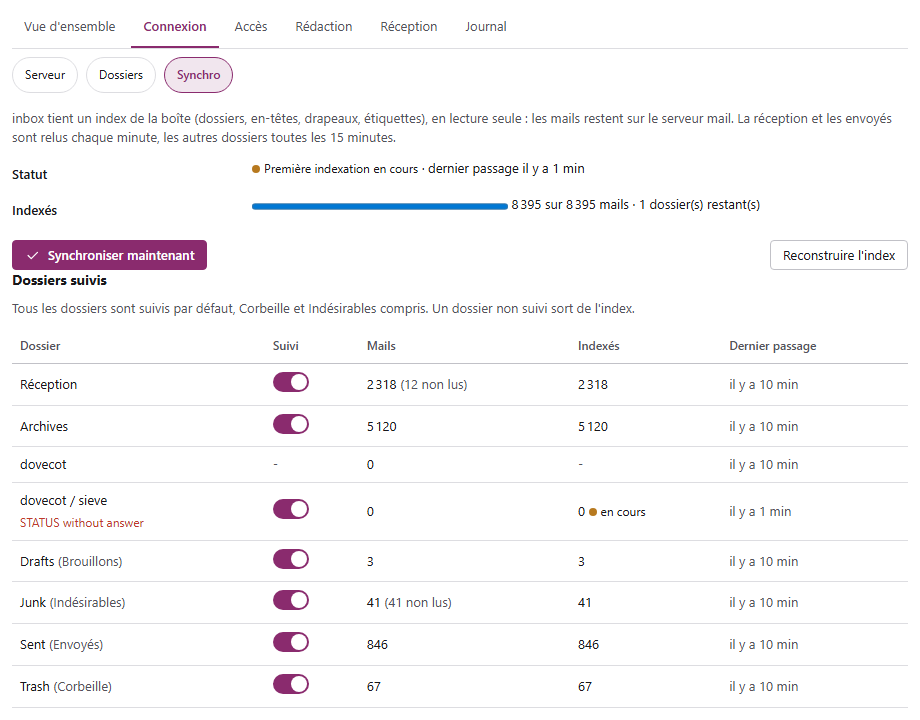 Vue d'ensemble Connexion Accès Rédaction Réception Journal
Serveur Dossiers Synchro
inbox tient un index de la boîte (dossiers, en-têtes, drapeaux, étiquettes), en lecture seule : les mails restent sur le serveur mail. La réception et les envoyés
sont relus chaque minute, les autres dossiers toutes les 15 minutes.
Statut Première indexation en cours · dernier passage il y a 1 min
Indexés 8 395 sur 8 395 mails · 1 dossier(s) restant(s)
Synchroniser maintenant Reconstruire l'index
Dossiers suivis
Tous les dossiers sont suivis par défaut, Corbeille et Indésirables compris. Un dossier non suivi sort de l'index.
Dossier Suivi Mails Indexés Dernier passage
Réception 2 318 (12 non lus) 2 318 il y a 10 min
Archives 5 120 5 120 il y a 10 min
dovecot - 0 - il y a 10 min
dovecot / sieve 0 0 en cours il y a 1 min
STATUS without answer
Drafts (Brouillons) 3 3 il y a 10 min
Junk (Indésirables) 41 (41 non lus) 41 il y a 10 min
Sent (Envoyés) 846 846 il y a 10 min
Trash (Corbeille) 67 67 il y a 10 min